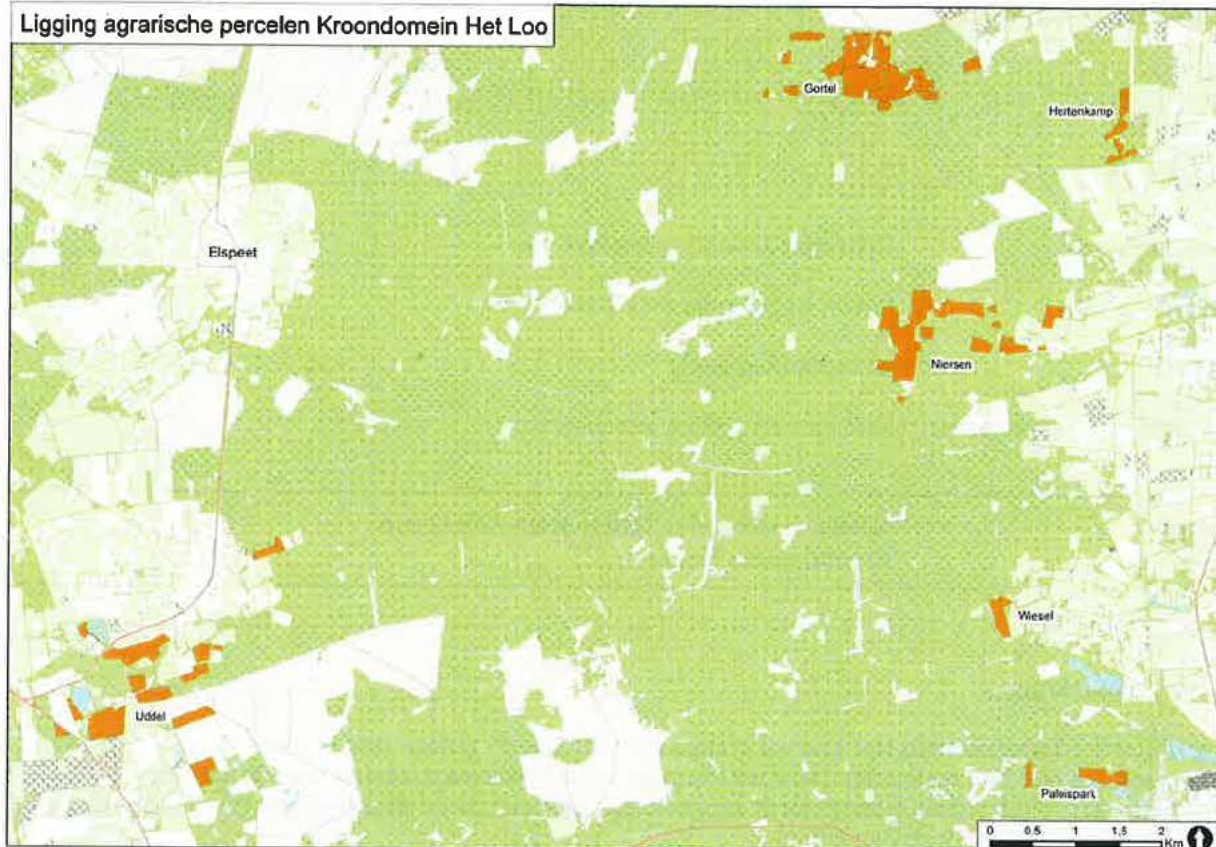 Ligging agrarische percelen Kroondomein Het Loo
Gortel
Hertenkamp
Elspeet
Niersen
Wiesel
Uddel
Paleispark
0 0.5 1 1,5 2
Km